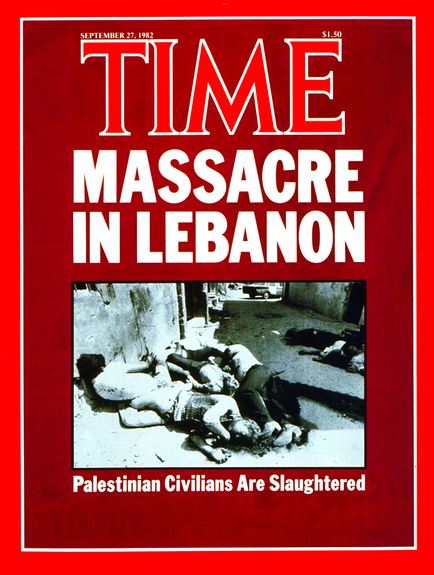 SEPTEMBER 27, 1982 $1.50
TIME
MASSACRE
IN LEBANON
Palestinian Civilians Are Slaughtered